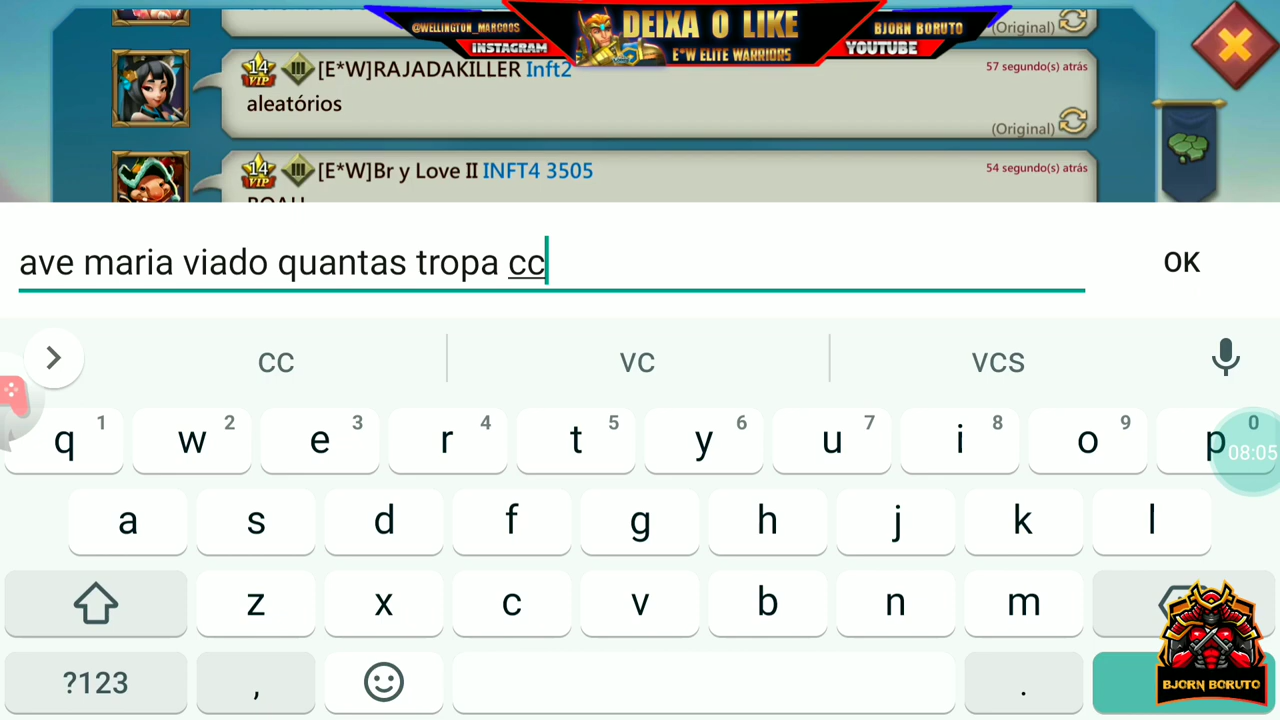 @WELLINGTON_MARCOOS
INSTAGRAM
DEIXA O LIKE
E*W ELITE WARRIORS
BJORN BORUTO
YOUTUBE
(Original)
14
VIP
III
[E*W]RAJADAKILLER Inft2
57 segundo(s) atrás
aleatórios
(Original)
14
VIP
III
[E*W]Br y Love II INFT4 3505
54 segundo(s) atrás
ave maria viado quantas tropa cc
OK
cc
vc
vcs
q 1 w 2 e 3 r 4 t 5 y 6 u 7 i 8 o 9 p 0
08:05
a s d f g h j k l
z x c v b n m
?123 , .
BJORN BORUTO